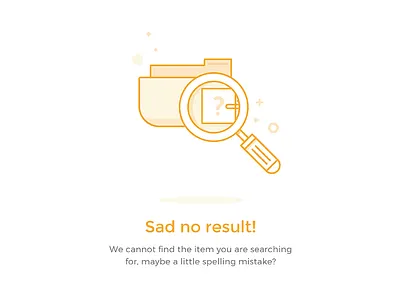 ?
Sad no result!
We cannot find the item you are searching
for, maybe a little spelling mistake?